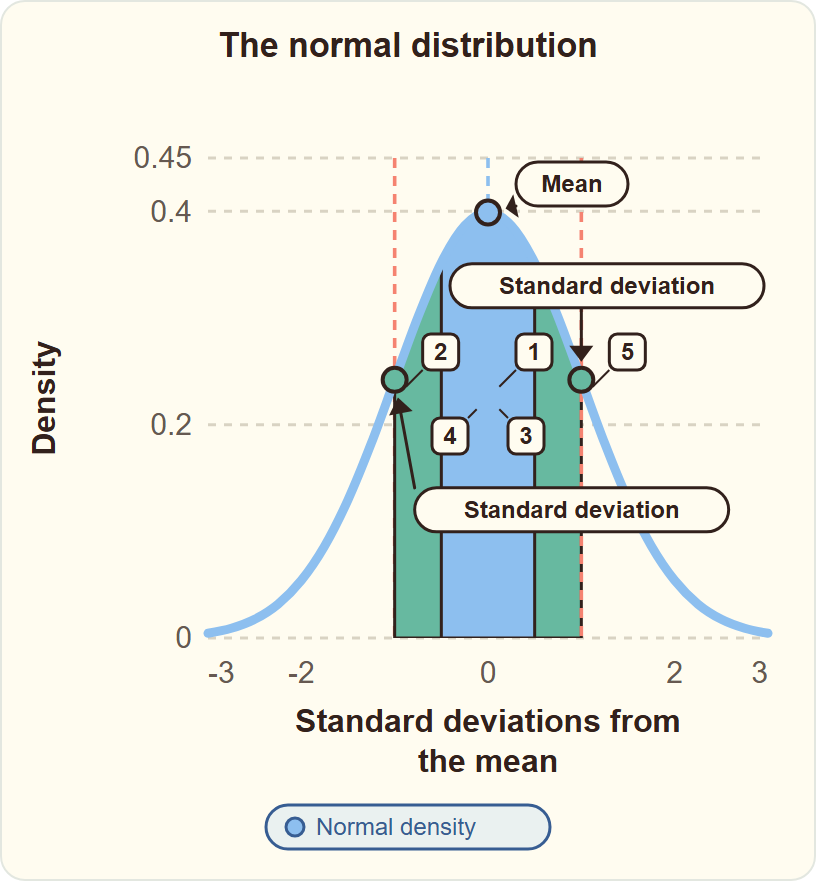 The normal distribution
0.45
Mean
0.4
Standard deviation
2
1
5
Density
0.2
4
3
Standard deviation
0
-3
-2
0
2
3
Standard deviations from
the mean
Normal density